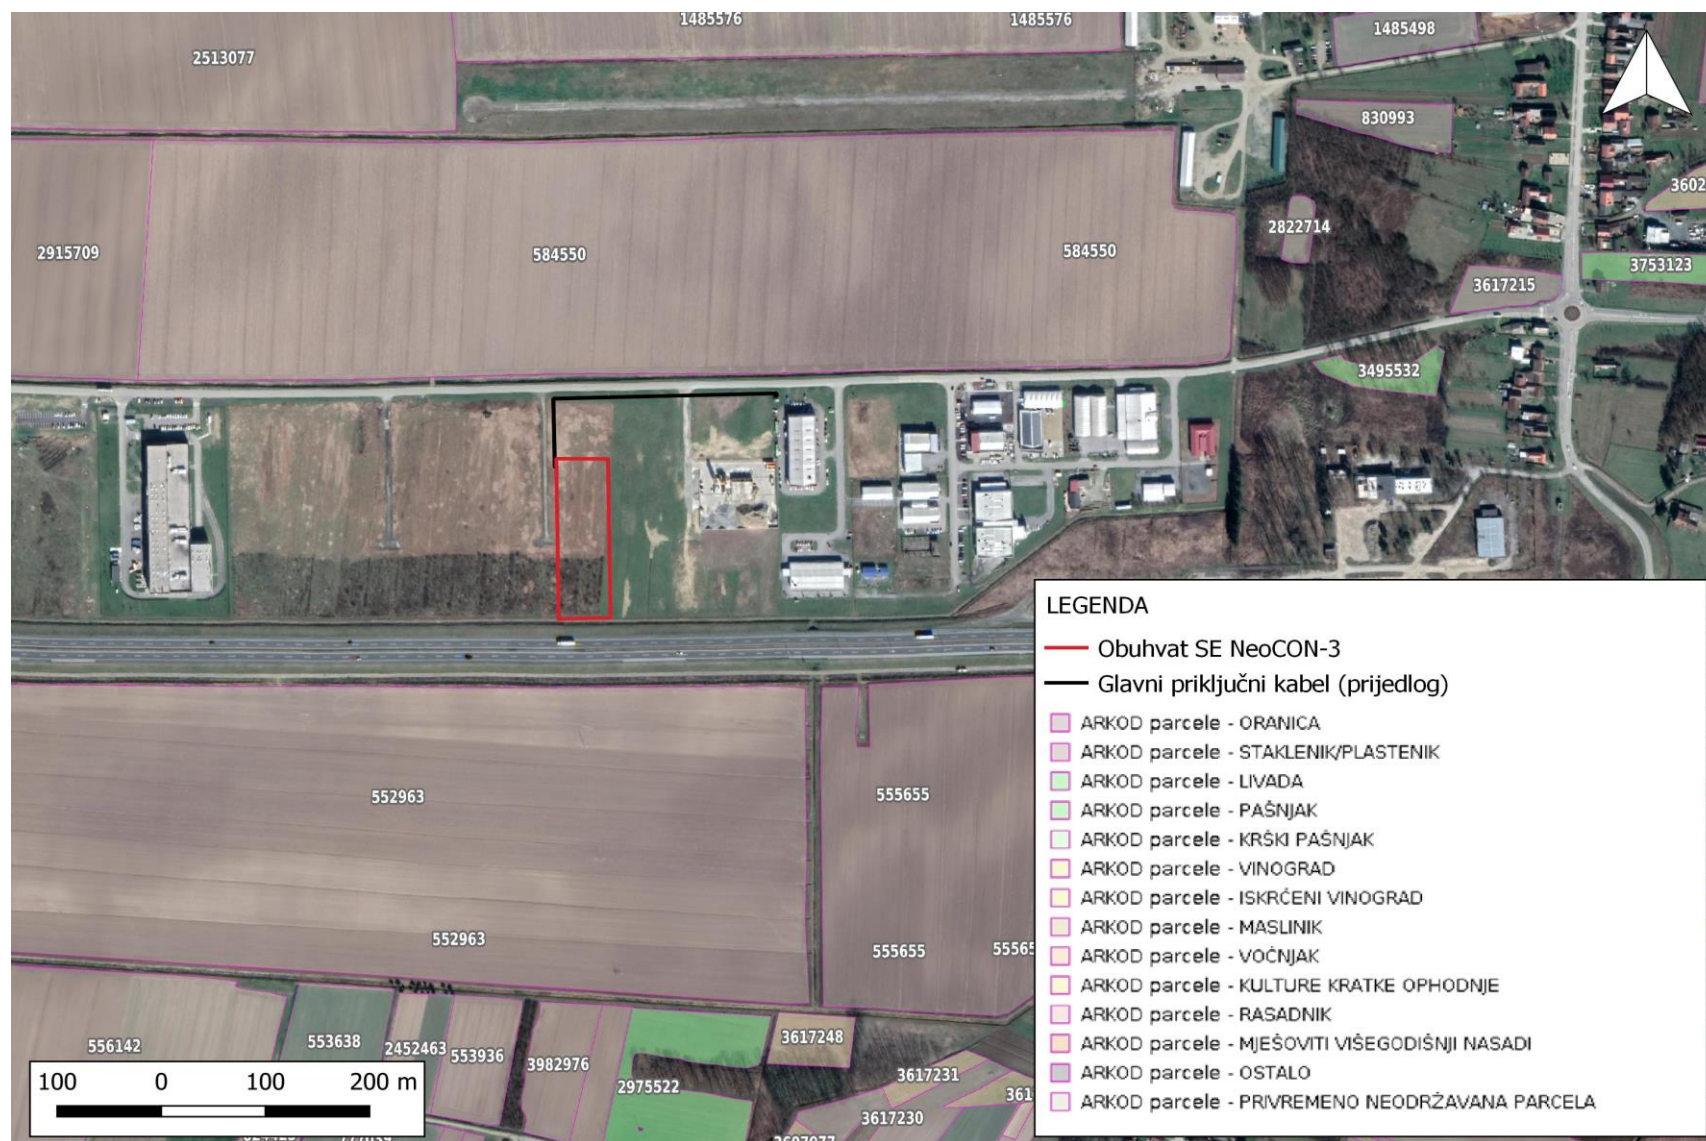 1485576
1485576
1485498
2513077
830993
3602
2822714
2915709
584550
584550
3753123
3617215
3495532
LEGENDA
Obuhvat SE NeoCON-3
Glavni priključni kabel (prijedlog)
ARKOD parcele - ORANICA
ARKOD parcele - STAKLENIK/PLASTENIK
ARKOD parcele - LIVADA
ARKOD parcele - PAŠNJAK
ARKOD parcele - KRŠKI PAŠNJAK
ARKOD parcele - VINOGRAD
ARKOD parcele - ISKRČENI VINOGRAD
ARKOD parcele - MASLINIK
ARKOD parcele - VOĆNJAK
ARKOD parcele - KULTURE KRATKE OPHODNJE
ARKOD parcele - RASADNIK
ARKOD parcele - MJEŠOVITI VIŠEGODIŠNJI NASADI
ARKOD parcele - OSTALO
ARKOD parcele - PRIVREMENO NEODRŽAVANA PARCELA
552963
555655
552963
555655
55565
556142
553638
2452463
553936
3982976
3617248
2975522
3617231
361
3617230
100 0 100 200 m